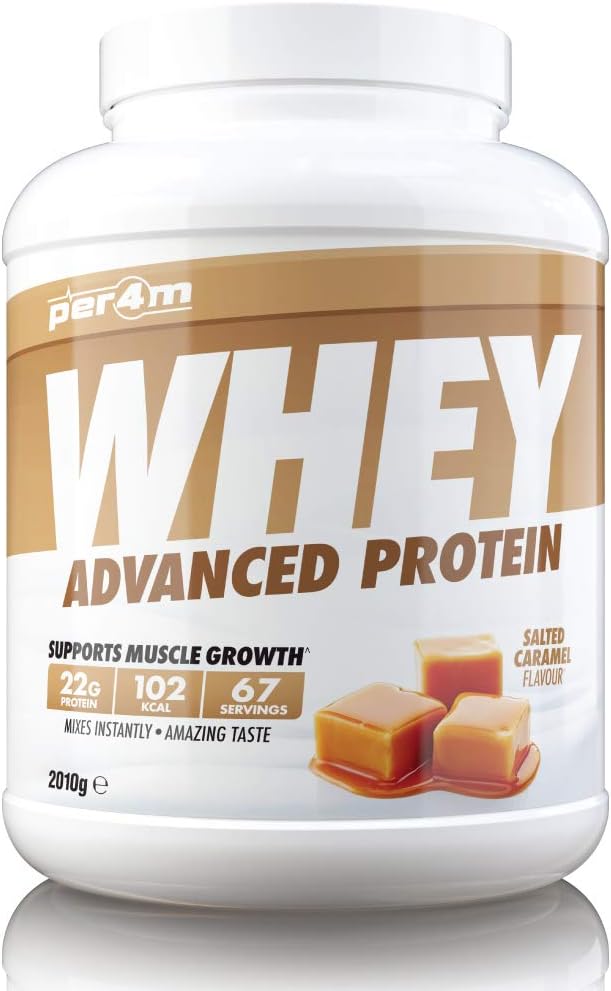 per4m
WHEY
ADVANCED PROTEIN
SUPPORTS MUSCLE GROWTH^
22G PROTEIN 102 KCAL 67 SERVINGS
MIXES INSTANTLY • AMAZING TASTE
SALTED
CARAMEL
FLAVOUR
2010g e